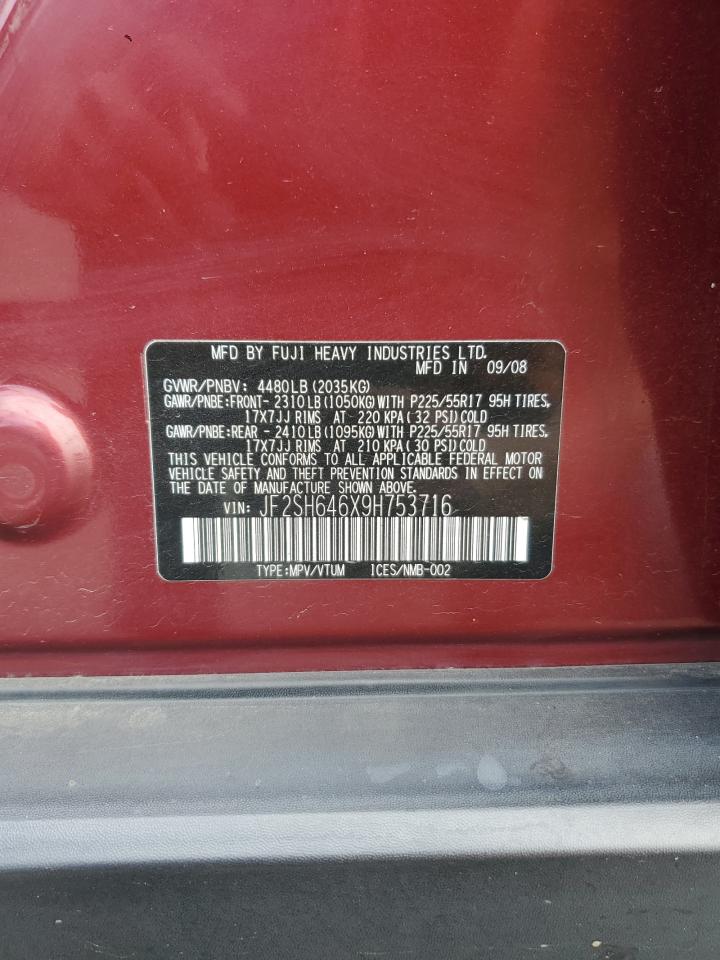 MFD BY FUJI HEAVY INDUSTRIES LTD.
MFD IN 09/08
GVWR/PNBV: 4480LB (2035KG)
GAWR/PNBE:FRONT- 2310LB (1050KG) WITH P225/55R17 95H TIRES,
17X7JJ RIMS AT 220 KPA ( 32 PSI) COLD
GAWR/PNBE:REAR - 2410LB (1095KG) WITH P225/55R17 95H TIRES,
17X7JJ RIMS AT 210 KPA ( 30 PSI) COLD
THIS VEHICLE CONFORMS TO ALL APPLICABLE FEDERAL MOTOR
VEHICLE SAFETY AND THEFT PREVENTION STANDARDS IN EFFECT ON
THE DATE OF MANUFACTURE SHOWN ABOVE.
VIN: JF2SH646X9H753716
TYPE:MPV/VTUM ICES/NMB-002